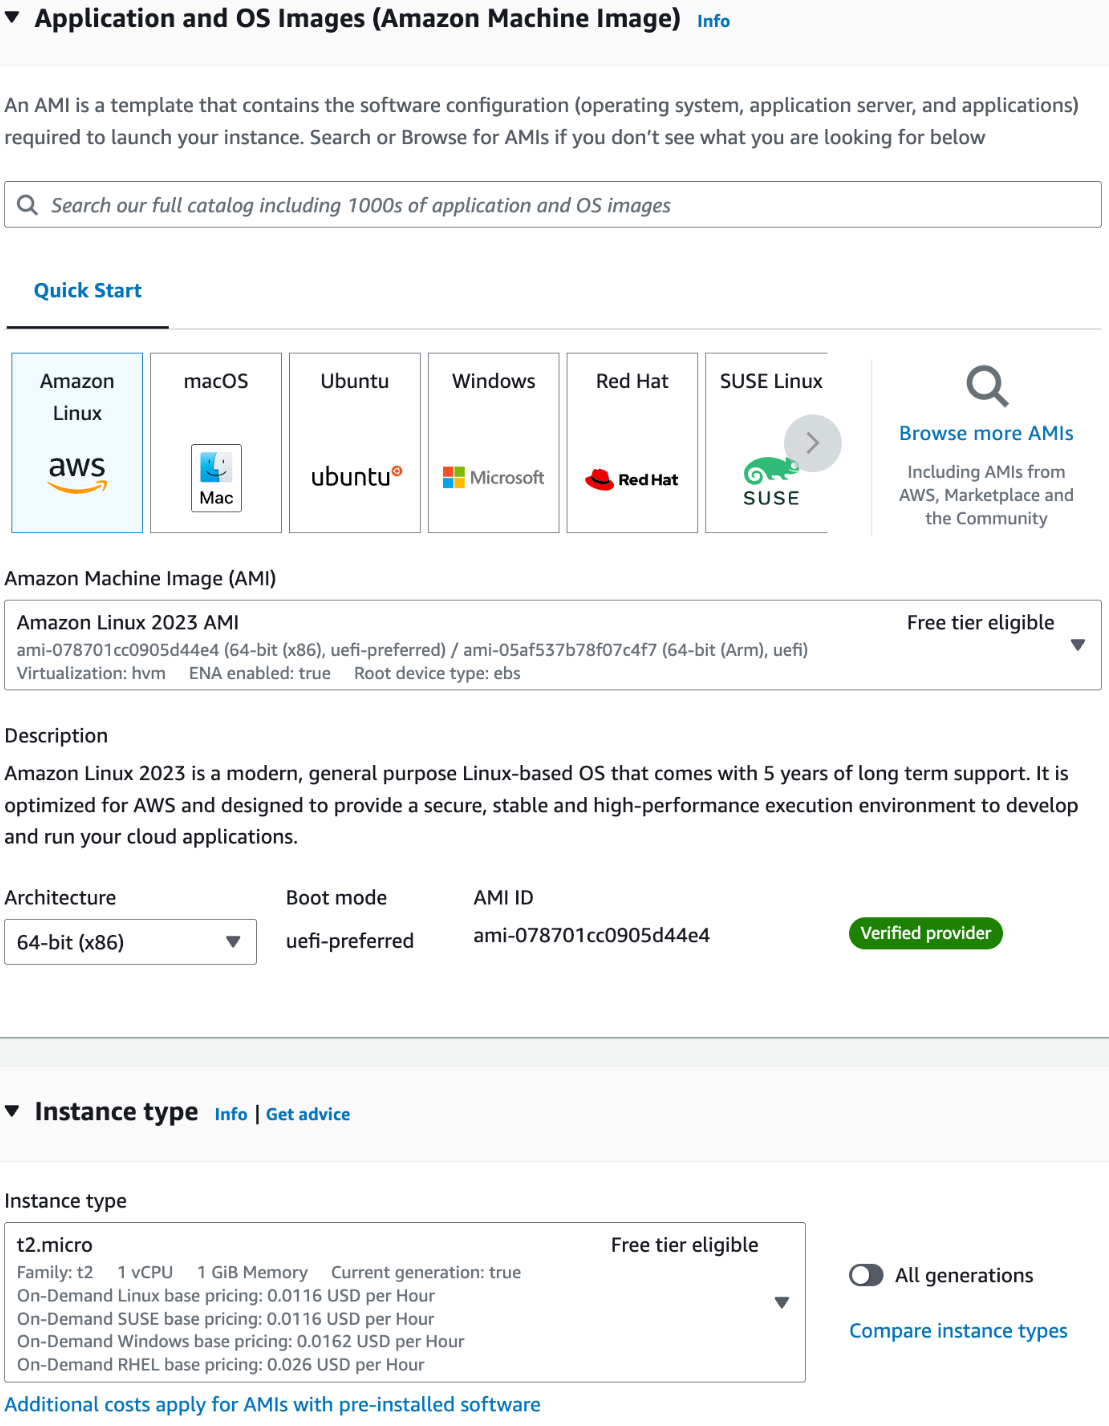 Application and OS Images (Amazon Machine Image) Info
An AMI is a template that contains the software configuration (operating system, application server, and applications)
required to launch your instance. Search or Browse for AMIs if you don’t see what you are looking for below
Search our full catalog including 1000s of application and OS images
Quick Start
Amazon
Linux
aws
macOS
Mac
Ubuntu
ubuntu
Windows
Microsoft
Red Hat
Red Hat
SUSE Linux
SUSE
Browse more AMIs
Including AMIs from
AWS, Marketplace and
the Community
Amazon Machine Image (AMI)
Amazon Linux 2023 AMI Free tier eligible
ami-078701cc0905d44e4 (64-bit (x86), uefi-preferred) / ami-05af537b78f07c4f7 (64-bit (Arm), uefi)
Virtualization: hvm ENA enabled: true Root device type: ebs
Description
Amazon Linux 2023 is a modern, general purpose Linux-based OS that comes with 5 years of long term support. It is
optimized for AWS and designed to provide a secure, stable and high-performance execution environment to develop
and run your cloud applications.
Architecture Boot mode AMI ID
64-bit (x86) uefi-preferred ami-078701cc0905d44e4 Verified provider
Instance type Info | Get advice
Instance type
t2.micro Free tier eligible
Family: t2 1 vCPU 1 GiB Memory Current generation: true
On-Demand Linux base pricing: 0.0116 USD per Hour
On-Demand SUSE base pricing: 0.0116 USD per Hour
On-Demand Windows base pricing: 0.0162 USD per Hour
On-Demand RHEL base pricing: 0.026 USD per Hour
All generations
Compare instance types
Additional costs apply for AMIs with pre-installed software